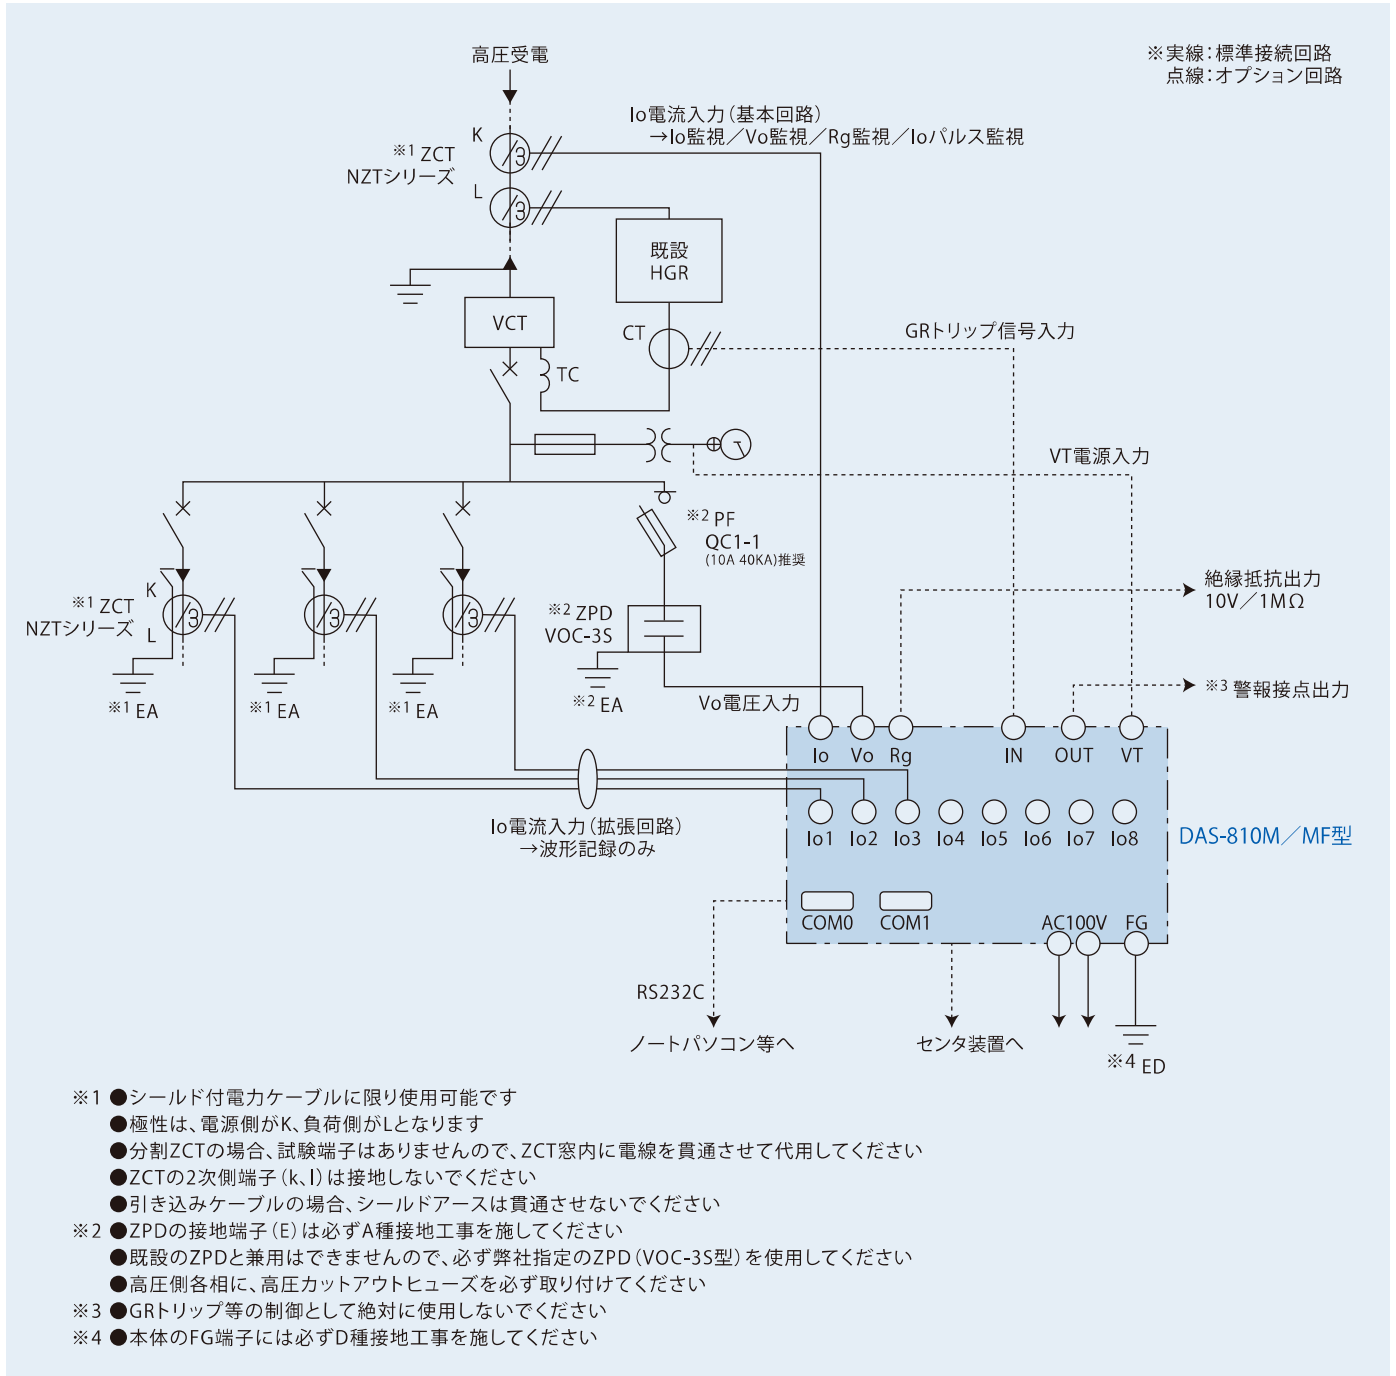 高圧受電
※実線：標準接続回路
点線：オプション回路
Io電流入力（基本回路）
→Io監視／Vo監視／Rg監視／Ioパルス監視
K
※1 ZCT
NZTシリーズ
L
既設
HGR
VCT
CT
GRトリップ信号入力
TC
VT電源入力
※2 PF
QC1-1
(10A 40KA)推奨
絶縁抵抗出力
10V／1MΩ
K
※1 ZCT
NZTシリーズ
L
※2 ZPD
VOC-3S
※1 EA
※1 EA
※1 EA
※2 EA
Vo電圧入力
※3 警報接点出力
Io
Vo
Rg
IN
OUT
VT
Io電流入力（拡張回路）
→波形記録のみ
Io1
Io2
Io3
Io4
Io5
Io6
Io7
Io8
DAS-810M／MF型
COM0
COM1
AC100V
FG
RS232C
ノートパソコン等へ
センタ装置へ
※4 ED
※1 ●シールド付電力ケーブルに限り使用可能です
●極性は、電源側がK、負荷側がLとなります
●分割ZCTの場合、試験端子はありませんので、ZCT窓内に電線を貫通させて代用してください
●ZCTの2次側端子（k、l）は接地しないでください
●引き込みケーブルの場合、シールドアースは貫通させないでください
※2 ●ZPDの接地端子（E）は必ずA種接地工事を施してください
●既設のZPDと兼用はできませんので、必ず弊社指定のZPD（VOC-3S型）を使用してください
●高圧側各相に、高圧カットアウトヒューズを必ず取り付けてください
※3 ●GRトリップ等の制御として絶対に使用しないでください
※4 ●本体のFG端子には必ずD種接地工事を施してください